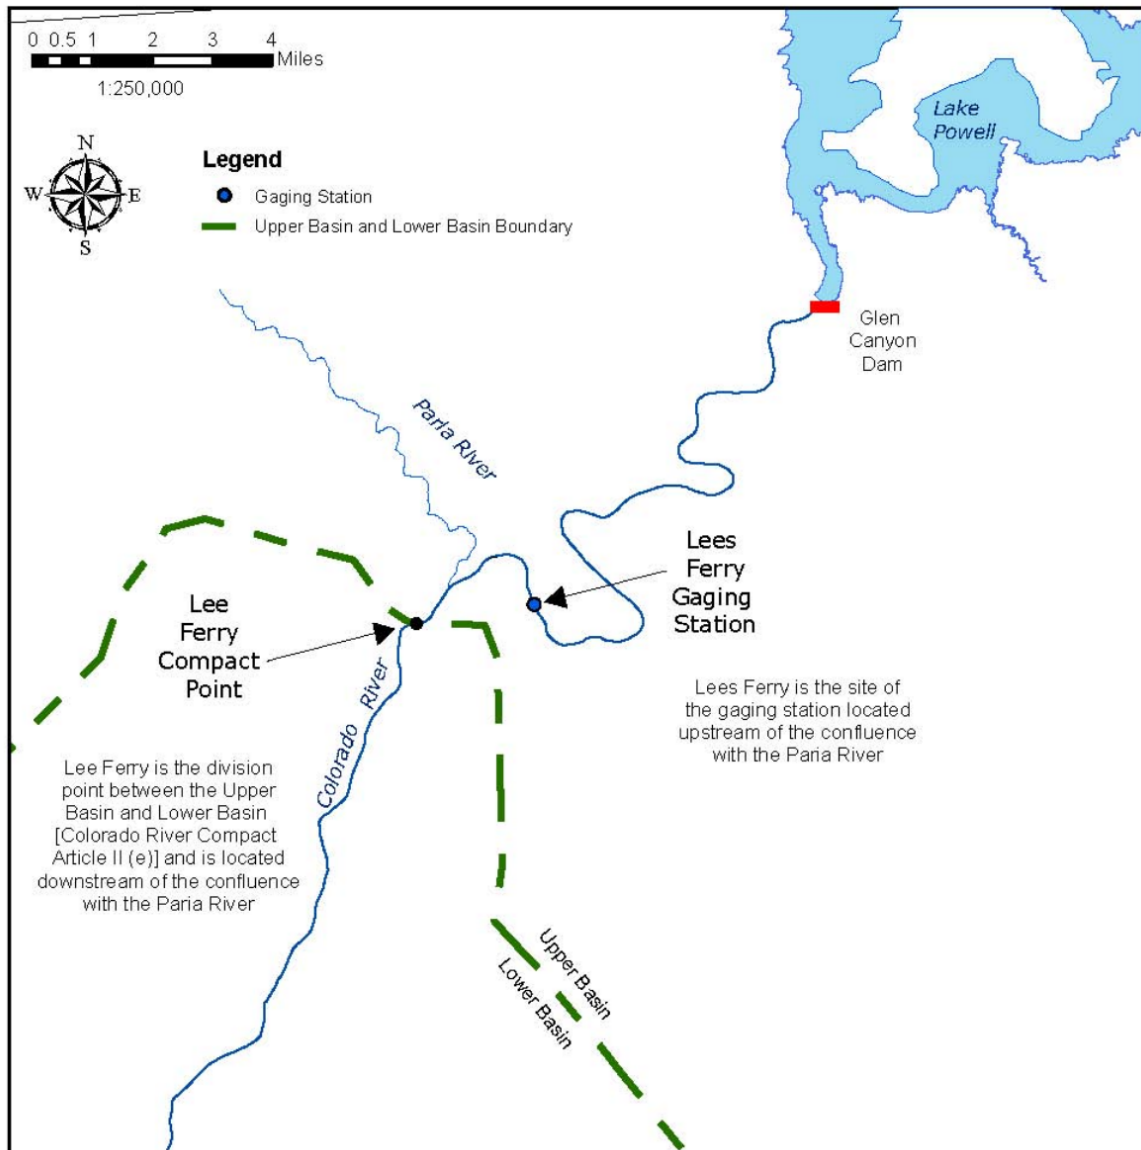 0 0.5 1 2 3 4
Miles
1:250,000
N
W E
S
Legend
Gaging Station
Upper Basin and Lower Basin Boundary
Lake
Powell
Glen
Canyon
Dam
Paria River
Lees
Ferry
Gaging
Station
Lee
Ferry
Compact
Point
Colorado River
Lees Ferry is the site of
the gaging station located
upstream of the confluence
with the Paria River
Lee Ferry is the division
point between the Upper
Basin and Lower Basin
[Colorado River Compact
Article II (e)] and is located
downstream of the confluence
with the Paria River
Upper Basin
Lower Basin